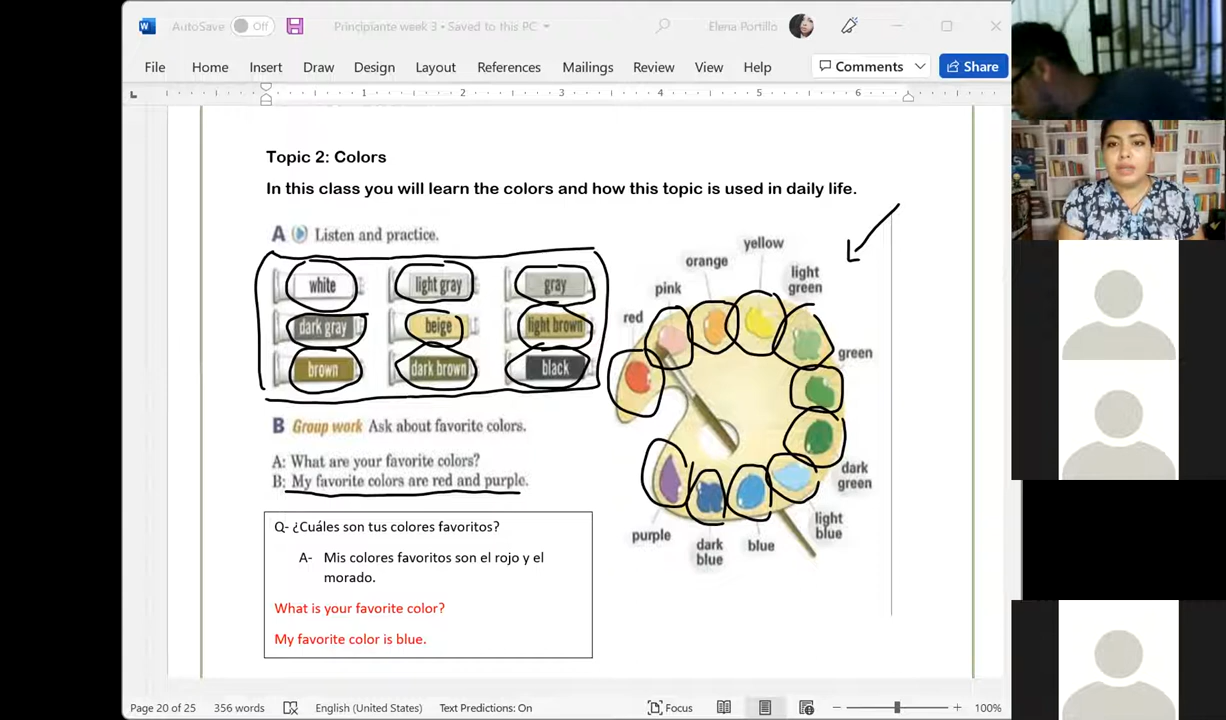 AutoSave Off
Principiante week 3 • Saved to this PC
Elena Portillo
File Home Insert Draw Design Layout References Mailings Review View Help
Comments
Share
1 2 3 4 5 6
Topic 2: Colors
In this class you will learn the colors and how this topic is used in daily life.
A Listen and practice.
white light gray gray
dark gray beige light brown
brown dark brown black
yellow
orange
light
green
pink
red
green
dark
green
light
blue
blue
dark
blue
purple
B Group work Ask about favorite colors.
A: What are your favorite colors?
B: My favorite colors are red and purple.
Q- ¿Cuáles son tus colores favoritos?
A- Mis colores favoritos son el rojo y el
morado.
What is your favorite color?
My favorite color is blue.
Page 20 of 25 356 words English (United States) Text Predictions: On Focus 100%